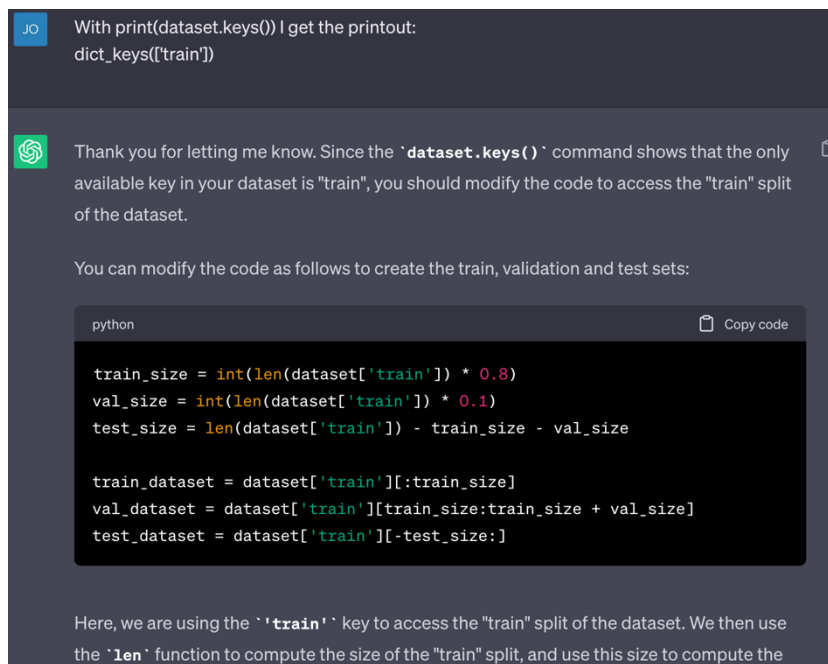 JO
With print(dataset.keys()) I get the printout:
dict_keys(['train'])
Thank you for letting me know. Since the `dataset.keys()` command shows that the only
available key in your dataset is "train", you should modify the code to access the "train" split
of the dataset.
You can modify the code as follows to create the train, validation and test sets:
python
Copy code
train_size = int(len(dataset['train']) * 0.8)
val_size = int(len(dataset['train']) * 0.1)
test_size = len(dataset['train']) - train_size - val_size
train_dataset = dataset['train'][:train_size]
val_dataset = dataset['train'][train_size:train_size + val_size]
test_dataset = dataset['train'][-test_size:]
Here, we are using the `'train'` key to access the "train" split of the dataset. We then use
the `len` function to compute the size of the "train" split, and use this size to compute the